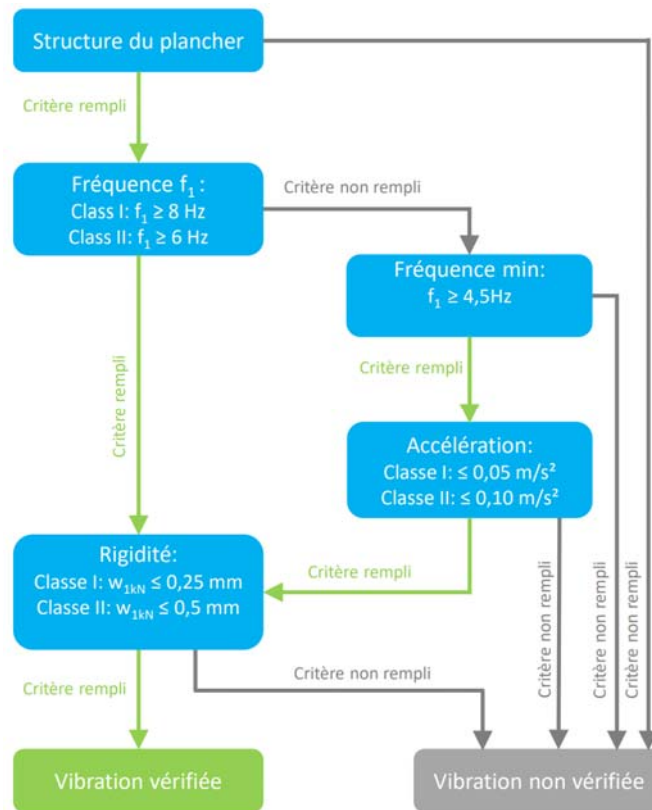 Structure du plancher
Critère rempli
Fréquence f₁ :
Class I: f₁ ≥ 8 Hz
Class II: f₁ ≥ 6 Hz
Critère non rempli
Fréquence min:
f₁ ≥ 4,5Hz
Critère rempli
Critère rempli
Accélération:
Classe I: ≤ 0,05 m/s²
Classe II: ≤ 0,10 m/s²
Rigidité:
Classe I: w₁ₖₙ ≤ 0,25 mm
Classe II: w₁ₖₙ ≤ 0,5 mm
Critère rempli
Critère non rempli
Critère non rempli
Critère non rempli
Critère non rempli
Critère rempli
Vibration vérifiée
Vibration non vérifiée